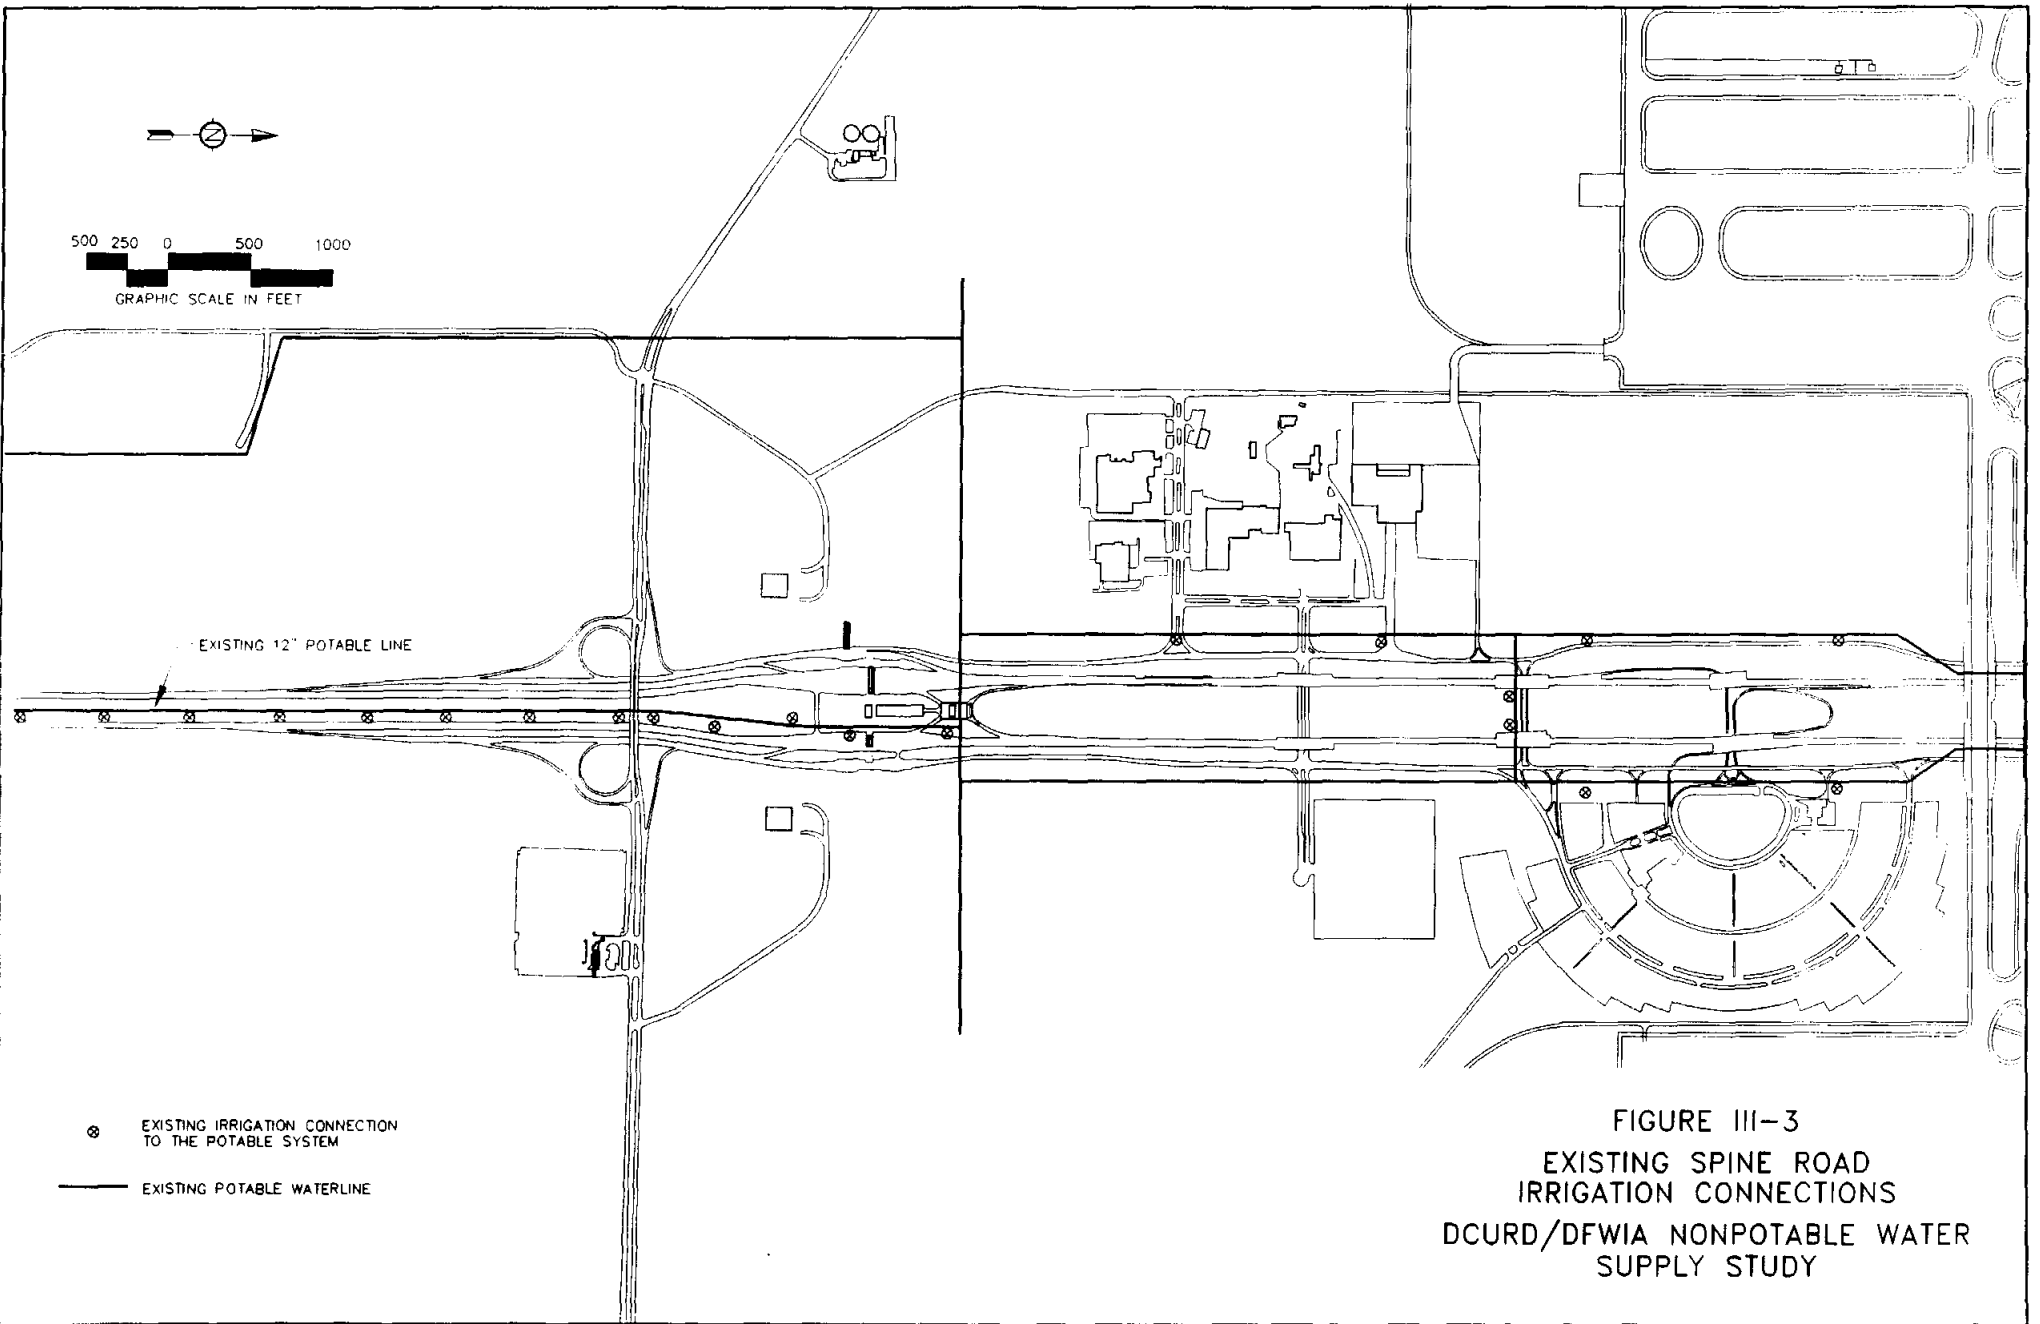 N
500 250 0 500 1000
GRAPHIC SCALE IN FEET
EXISTING 12" POTABLE LINE
EXISTING IRRIGATION CONNECTION
TO THE POTABLE SYSTEM
EXISTING POTABLE WATERLINE
FIGURE III-3
EXISTING SPINE ROAD
IRRIGATION CONNECTIONS
DCURD/DFWIA NONPOTABLE WATER
SUPPLY STUDY